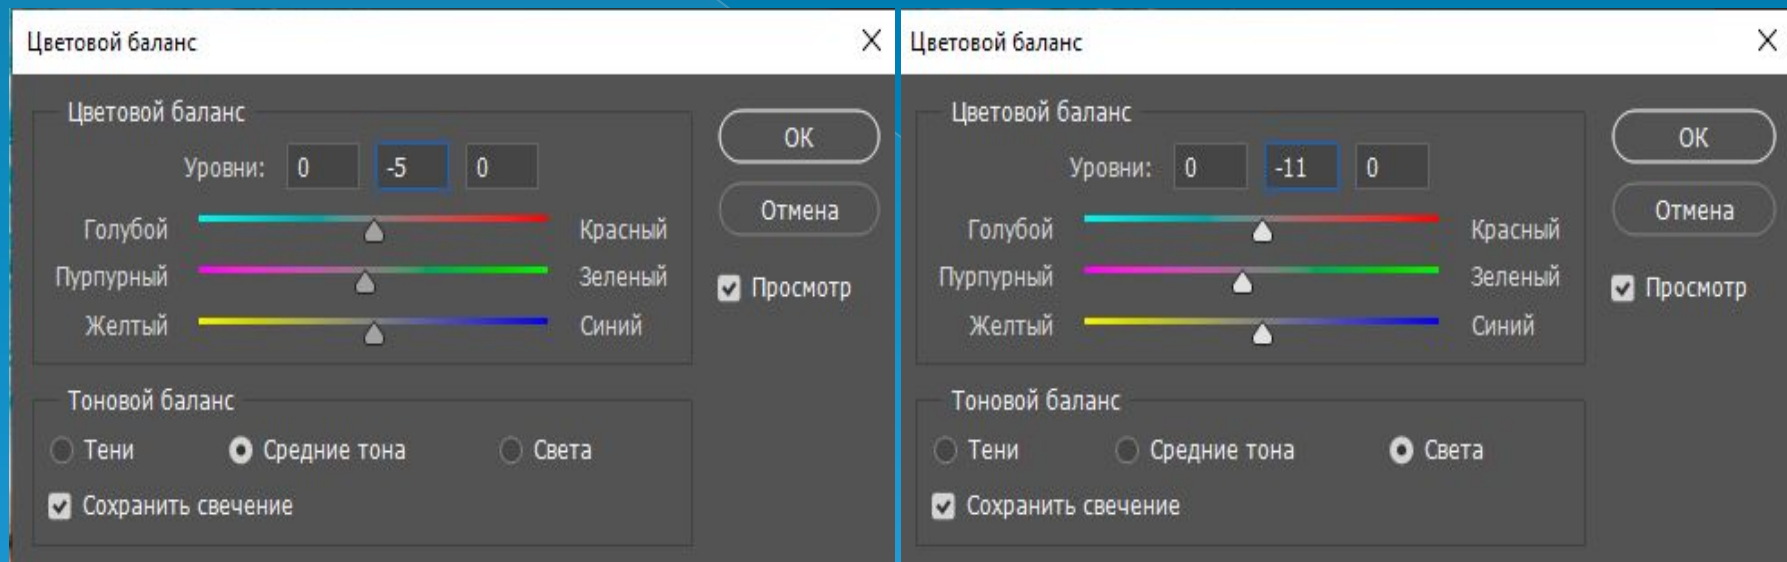 Цветовой баланс
Цветовой баланс
Уровни: 0 -5 0
Голубой Красный
Пурпурный Зеленый
Желтый Синий
Тоновой баланс
Тени Средние тона Света
Сохранить свечение
ОК
Отмена
Просмотр
Цветовой баланс
Цветовой баланс
Уровни: 0 -11 0
Голубой Красный
Пурпурный Зеленый
Желтый Синий
Тоновой баланс
Тени Средние тона Света
Сохранить свечение
ОК
Отмена
Просмотр